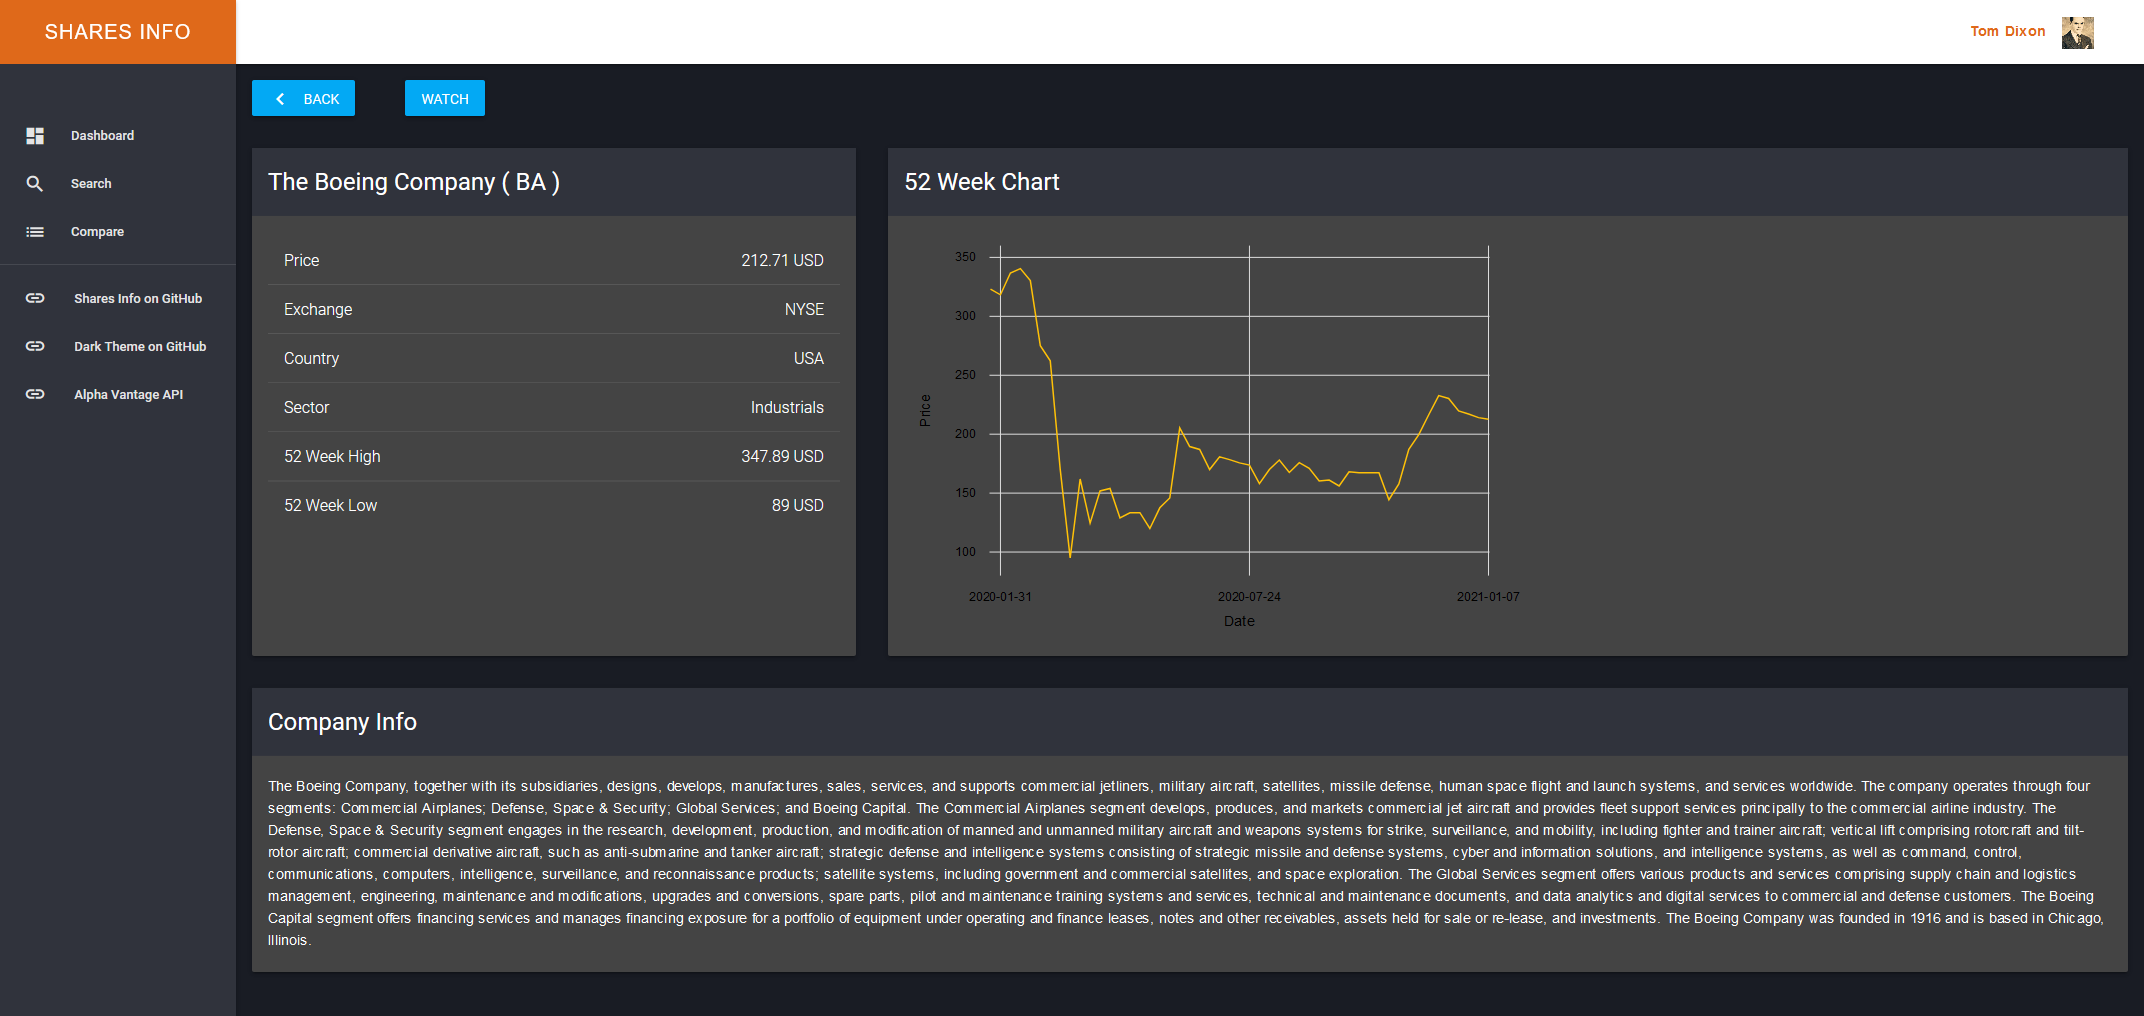 SHARES INFO
Tom Dixon
BACK
WATCH
Dashboard
Search
Compare
Shares Info on GitHub
Dark Theme on GitHub
Alpha Vantage API
The Boeing Company ( BA )
Price 212.71 USD
Exchange NYSE
Country USA
Sector Industrials
52 Week High 347.89 USD
52 Week Low 89 USD
52 Week Chart
350
300
250
200
150
100
Price
2020-01-31 2020-07-24 2021-01-07
Date
Company Info
The Boeing Company, together with its subsidiaries, designs, develops, manufactures, sales, services, and supports commercial jetliners, military aircraft, satellites, missile defense, human space flight and launch systems, and services worldwide. The company operates through four
segments: Commercial Airplanes; Defense, Space & Security; Global Services; and Boeing Capital. The Commercial Airplanes segment develops, produces, and markets commercial jet aircraft and provides fleet support services principally to the commercial airline industry. The
Defense, Space & Security segment engages in the research, development, production, and modification of manned and unmanned military aircraft and weapons systems for strike, surveillance, and mobility, including fighter and trainer aircraft; vertical lift comprising rotorcraft and tilt-
rotor aircraft; commercial derivative aircraft, such as anti-submarine and tanker aircraft; strategic defense and intelligence systems consisting of strategic missile and defense systems, cyber and information solutions, and intelligence systems, as well as command, control,
communications, computers, intelligence, surveillance, and reconnaissance products; satellite systems, including government and commercial satellites, and space exploration. The Global Services segment offers various products and services comprising supply chain and logistics
management, engineering, maintenance and modifications, upgrades and conversions, spare parts, pilot and maintenance training systems and services, technical and maintenance documents, and data analytics and digital services to commercial and defense customers. The Boeing
Capital segment offers financing services and manages financing exposure for a portfolio of equipment under operating and finance leases, notes and other receivables, assets held for sale or re-lease, and investments. The Boeing Company was founded in 1916 and is based in Chicago,
Illinois.